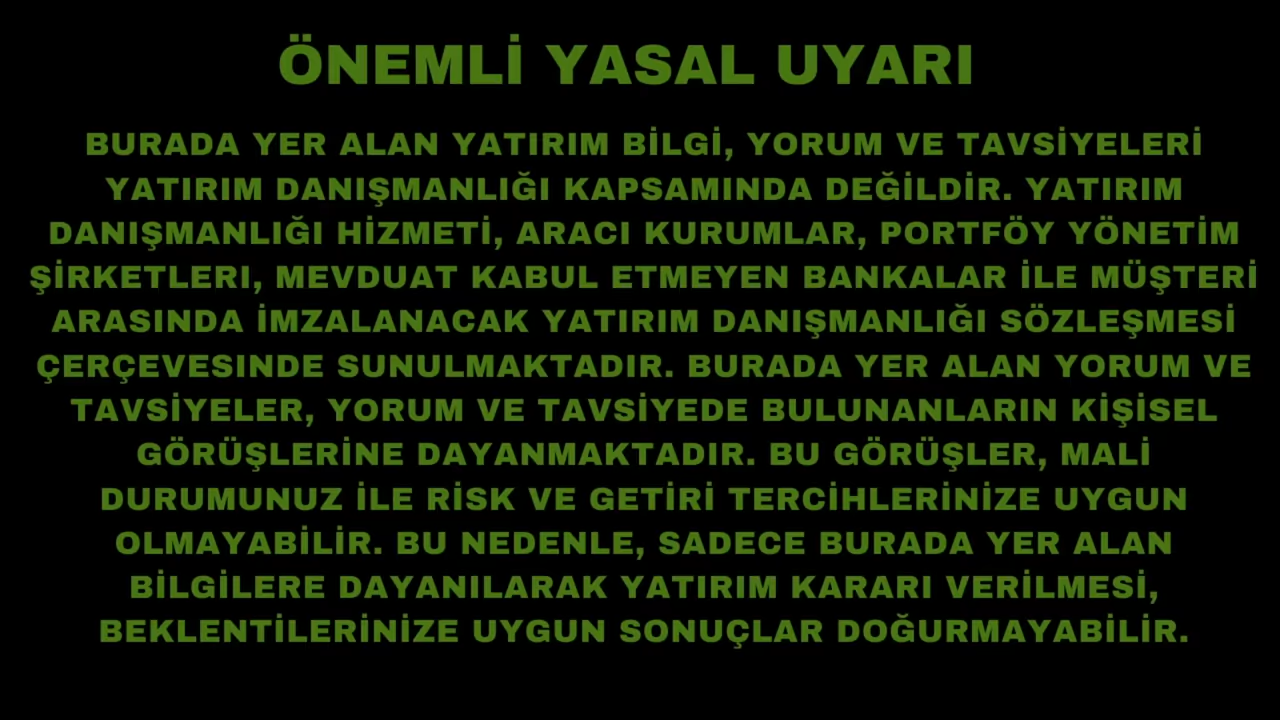 ÖNEMLİ YASAL UYARI
BURADA YER ALAN YATIRIM BİLGİ, YORUM VE TAVSİYELERİ
YATIRIM DANIŞMANLIĞI KAPSAMINDA DEĞİLDİR. YATIRIM
DANIŞMANLIĞI HİZMETİ, ARACI KURUMLAR, PORTFÖY YÖNETİM
ŞİRKETLERI, MEVDUAT KABUL ETMEYEN BANKALAR İLE MÜŞTERİ
ARASINDA İMZALANACAK YATIRIM DANIŞMANLIĞI SÖZLEŞMESİ
ÇERÇEVESINDE SUNULMAKTADIR. BURADA YER ALAN YORUM VE
TAVSİYELER, YORUM VE TAVSİYEDE BULUNANLARIN KİŞİSEL
GÖRÜŞLERİNE DAYANMAKTADIR. BU GÖRÜŞLER, MALİ
DURUMUNUZ İLE RİSK VE GETİRİ TERCİHLERİNİZE UYGUN
OLMAYABİLİR. BU NEDENLE, SADECE BURADA YER ALAN
BİLGİLERE DAYANILARAK YATIRIM KARARI VERİLMESİ,
BEKLENTİLERİNİZE UYGUN SONUÇLAR DOĞURMAYABİLİR.